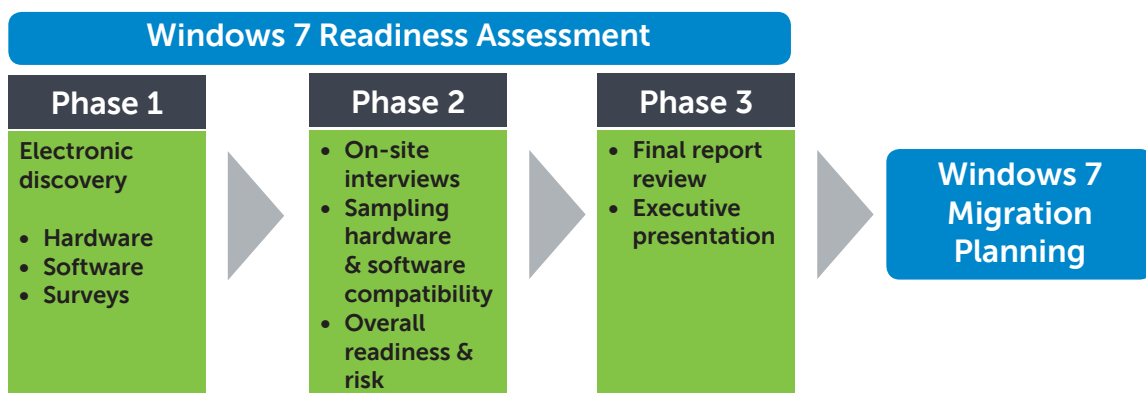 Windows 7 Readiness Assessment
Phase 1
Electronic
discovery
• Hardware
• Software
• Surveys
Phase 2
• On-site
interviews
• Sampling
hardware
& software
compatibility
• Overall
readiness &
risk
Phase 3
• Final report
review
• Executive
presentation
Windows 7
Migration
Planning